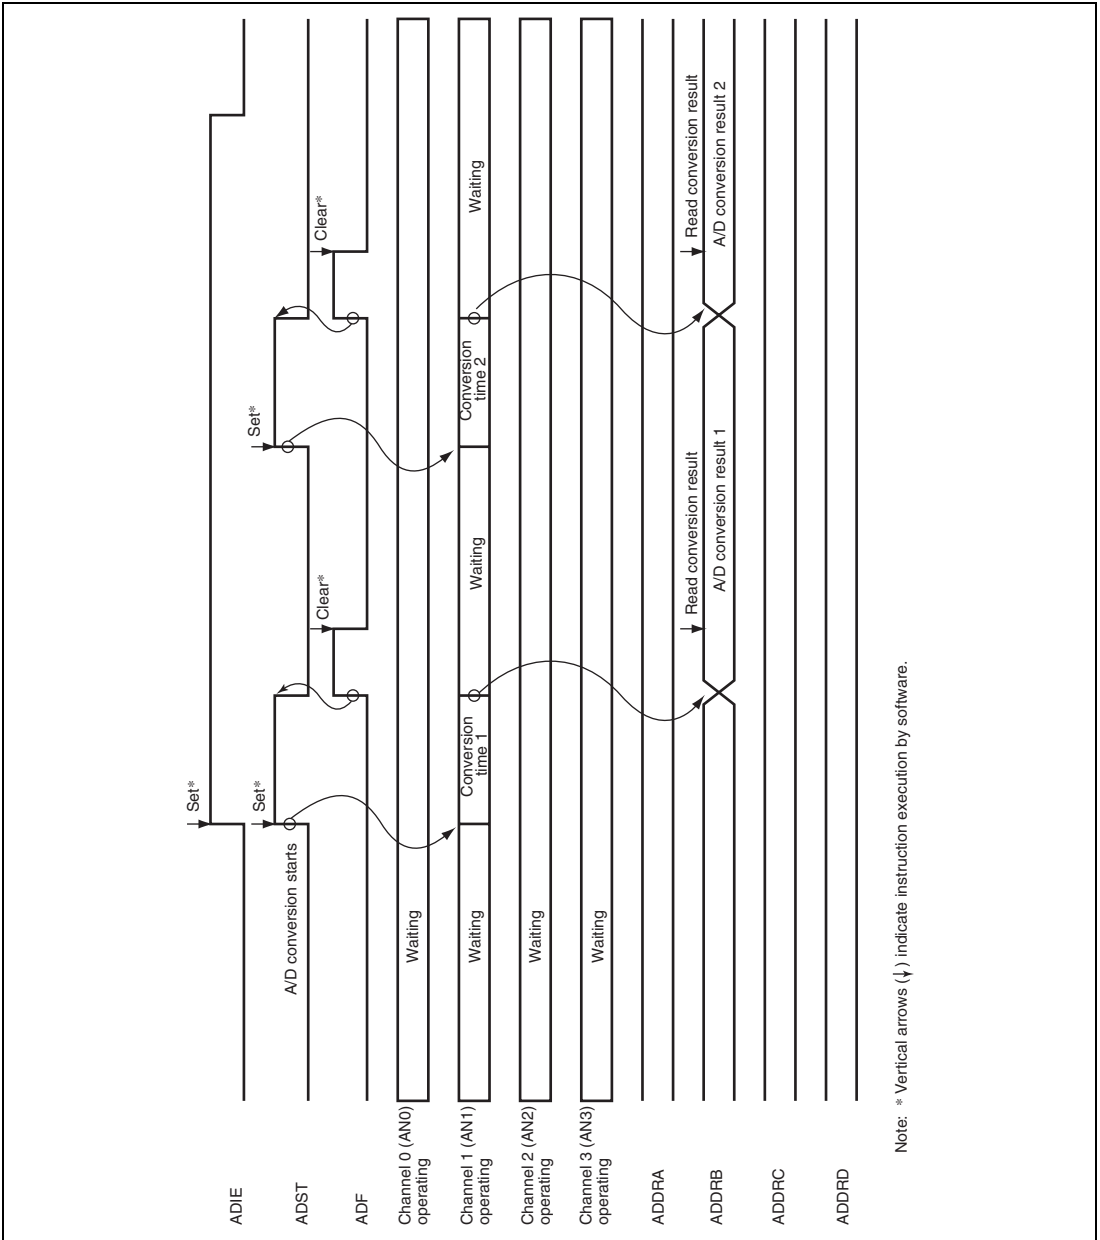 ADIE
Set*
ADST
Set*
Set*
A/D conversion starts
ADF
Clear*
Clear*
Channel 0 (AN0)
operating
Waiting
Channel 1 (AN1)
operating
Waiting
Conversion
time 1
Waiting
Conversion
time 2
Waiting
Channel 2 (AN2)
operating
Waiting
Channel 3 (AN3)
operating
Waiting
ADDRA
ADDRB
Read conversion result
Read conversion result
A/D conversion result 1
A/D conversion result 2
ADDRC
ADDRD
Note: * Vertical arrows (↓) indicate instruction execution by software.